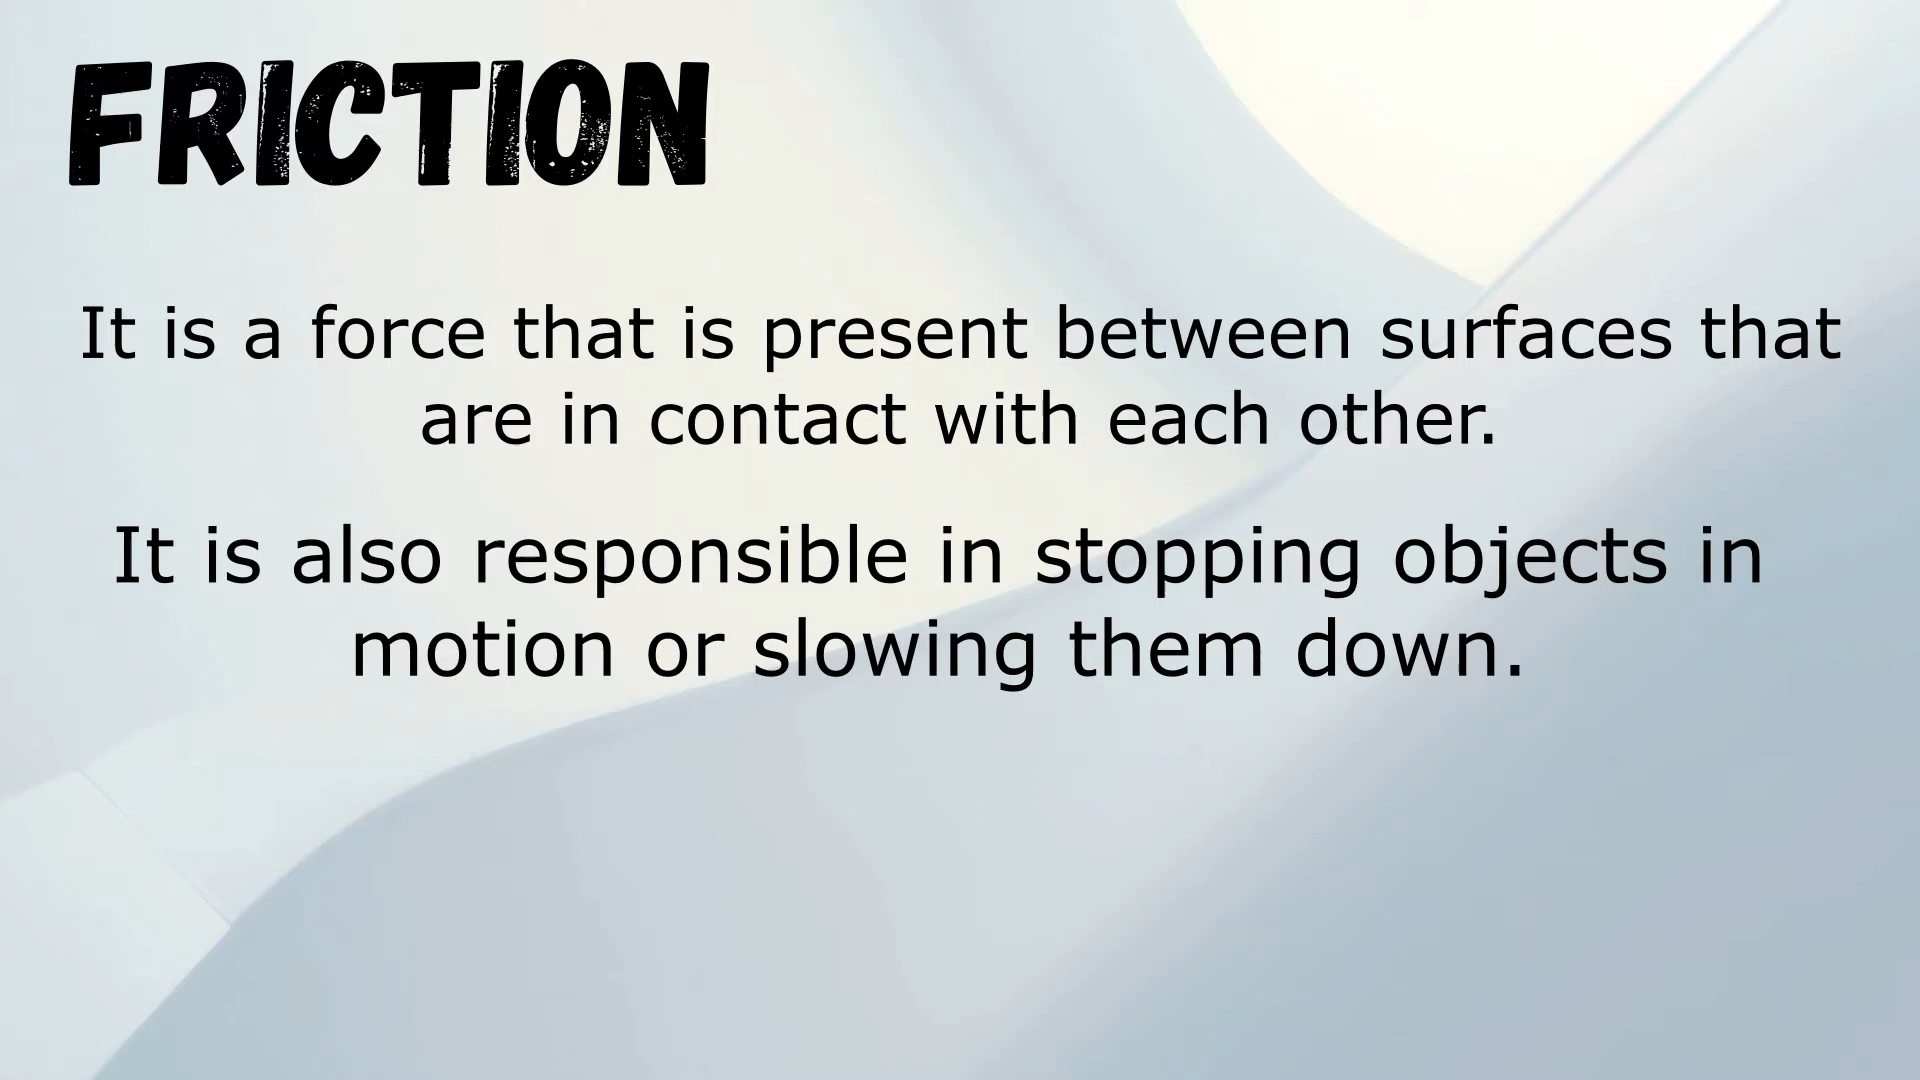 FRICTION
It is a force that is present between surfaces that
are in contact with each other.
It is also responsible in stopping objects in
motion or slowing them down.